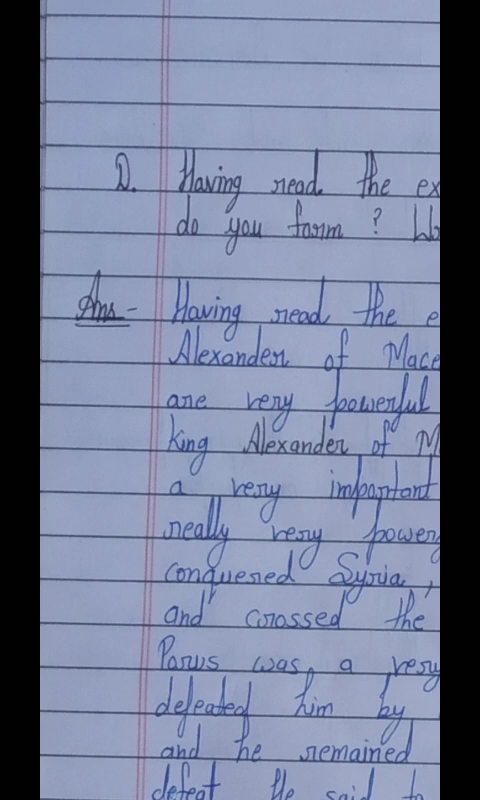 D. Having read the ex
do you form ? Wo
Ans - Having read the e
Alexander of Mace
are very powerful
king Alexander of M
a very important
really very power
conquered Syria,
and crossed the
Porus was a very
defeated him by
and he remained
defeat. He said to